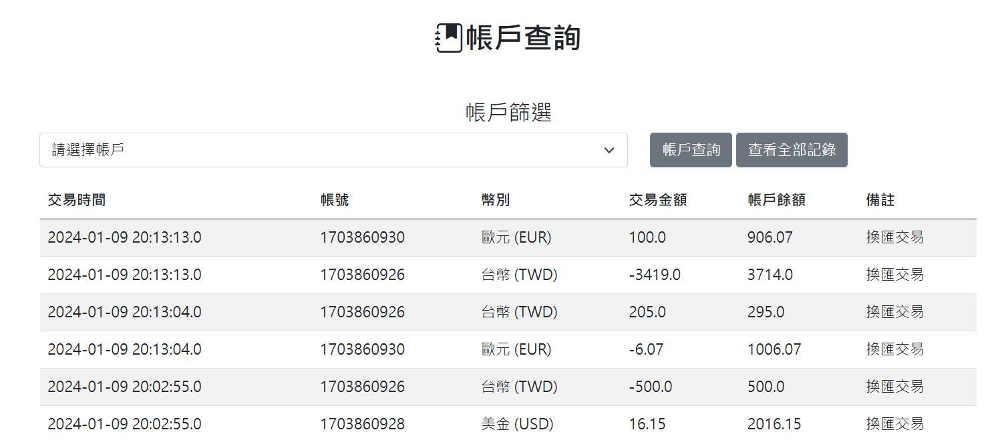 帳戶查詢
帳戶篩選
請選擇帳戶 帳戶查詢 查看全部記錄
交易時間 帳號 幣別 交易金額 帳戶餘額 備註
2024-01-09 20:13:13.0 1703860930 歐元 (EUR) 100.0 906.07 換匯交易
2024-01-09 20:13:13.0 1703860926 台幣 (TWD) -3419.0 3714.0 換匯交易
2024-01-09 20:13:04.0 1703860926 台幣 (TWD) 205.0 295.0 換匯交易
2024-01-09 20:13:04.0 1703860930 歐元 (EUR) -6.07 1006.07 換匯交易
2024-01-09 20:02:55.0 1703860926 台幣 (TWD) -500.0 500.0 換匯交易
2024-01-09 20:02:55.0 1703860928 美金 (USD) 16.15 2016.15 換匯交易